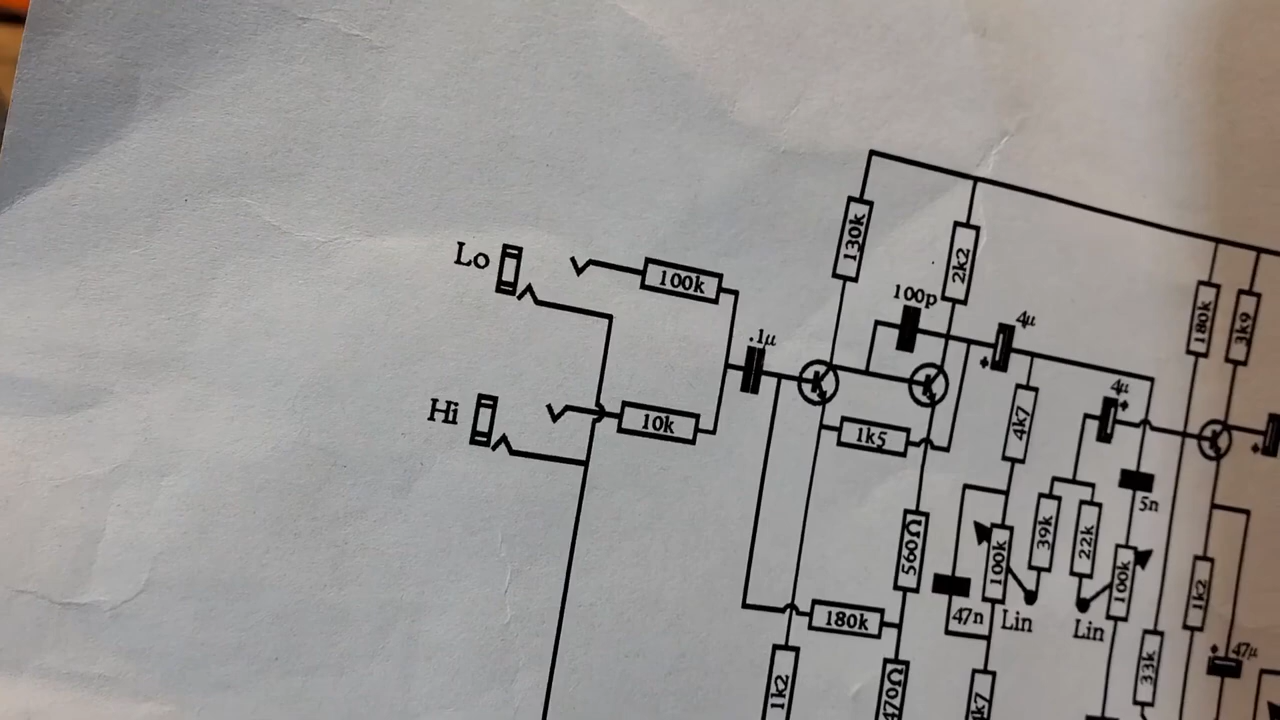 130k
2k2
Lo
100k
100p
4µ
180k
3k9
.1µ
4µ
Hi
10k
1k5
4k7
5n
560Ω
100k
39k
22k
100k
47n
Lin
Lin
1k2
180k
33k
47µ
1k2
470Ω
4k7